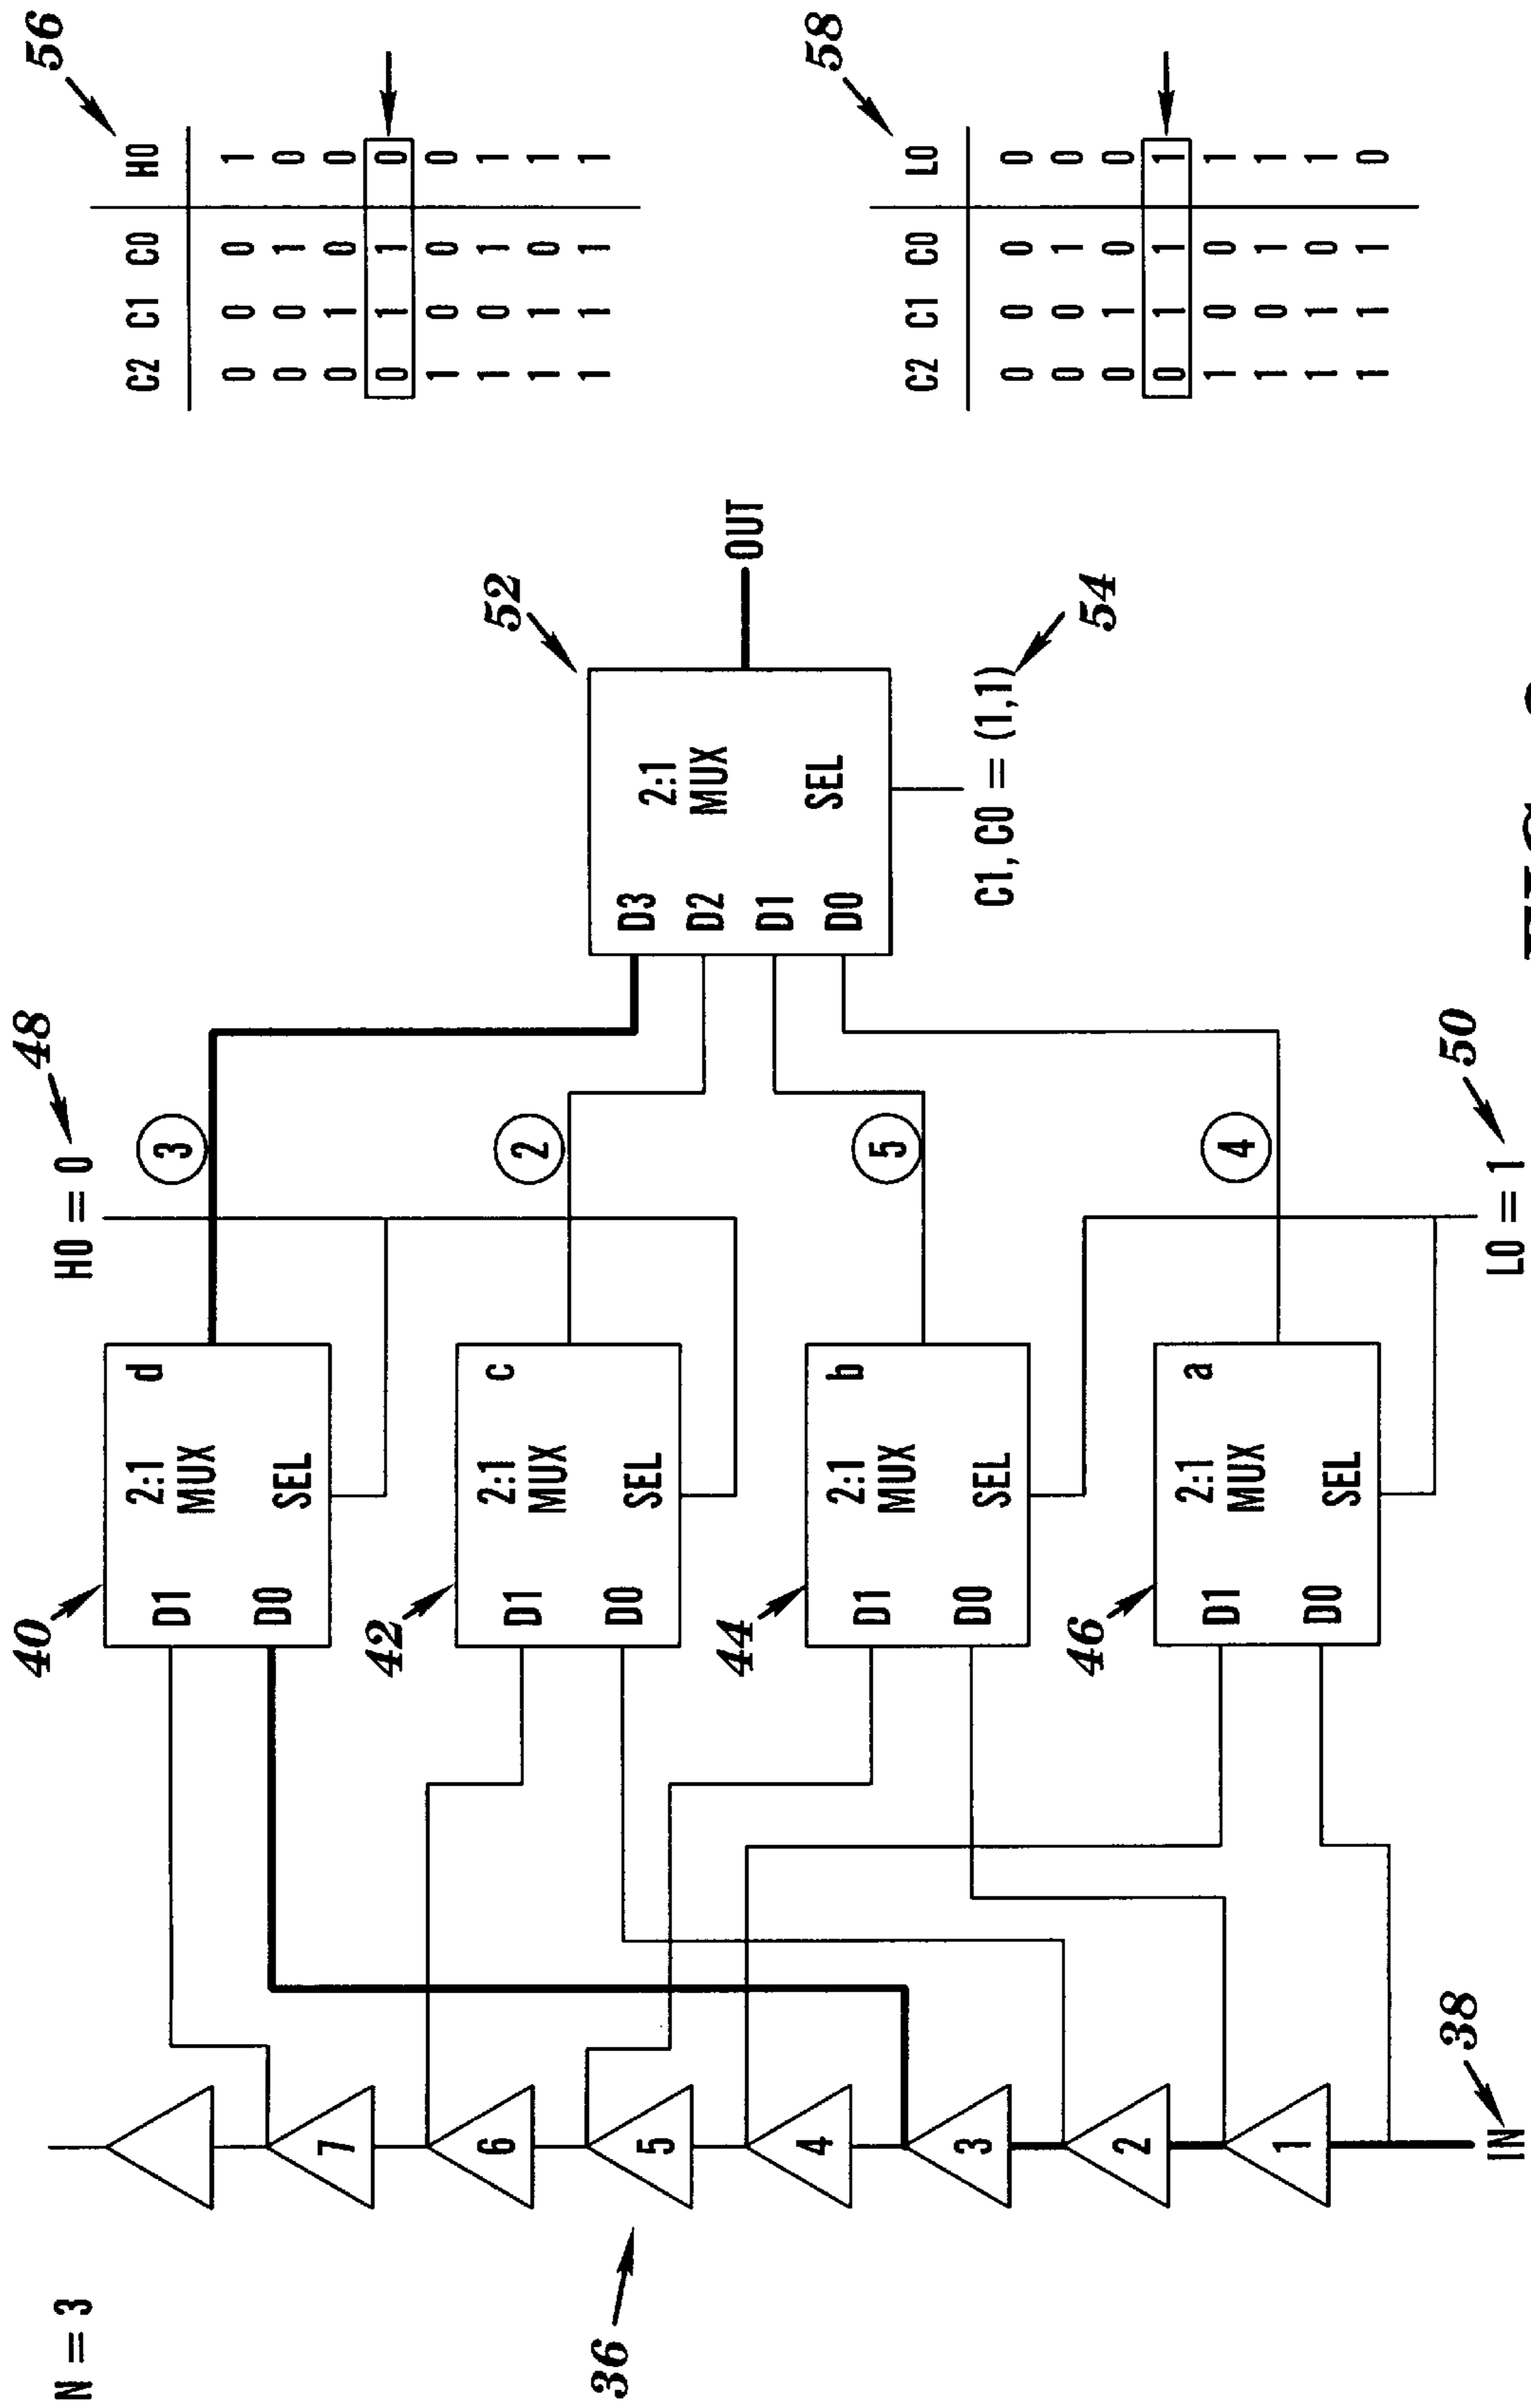 N = 3
36
7
6
5
4
3
2
1
IN
38
40
D1 2:1 MUX d
D0 SEL
42
D1 2:1 MUX c
D0 SEL
44
D1 2:1 MUX b
D0 SEL
46
D1 2:1 MUX a
D0 SEL
H0 = 0
48
3
2
5
4
L0 = 1
50
52
D3
D2
D1
D0
2:1
MUX
SEL
OUT
C1, C0 = (1,1)
54
56
C2 C1 C0 H0
0 0 0 1
0 0 1 0
0 1 0 0
0 1 1 0
1 0 0 0
1 0 1 1
1 1 0 1
1 1 1 1
58
C2 C1 C0 L0
0 0 0 0
0 0 1 0
0 1 0 0
0 1 1 1
1 0 0 1
1 0 1 1
1 1 0 1
1 1 1 0